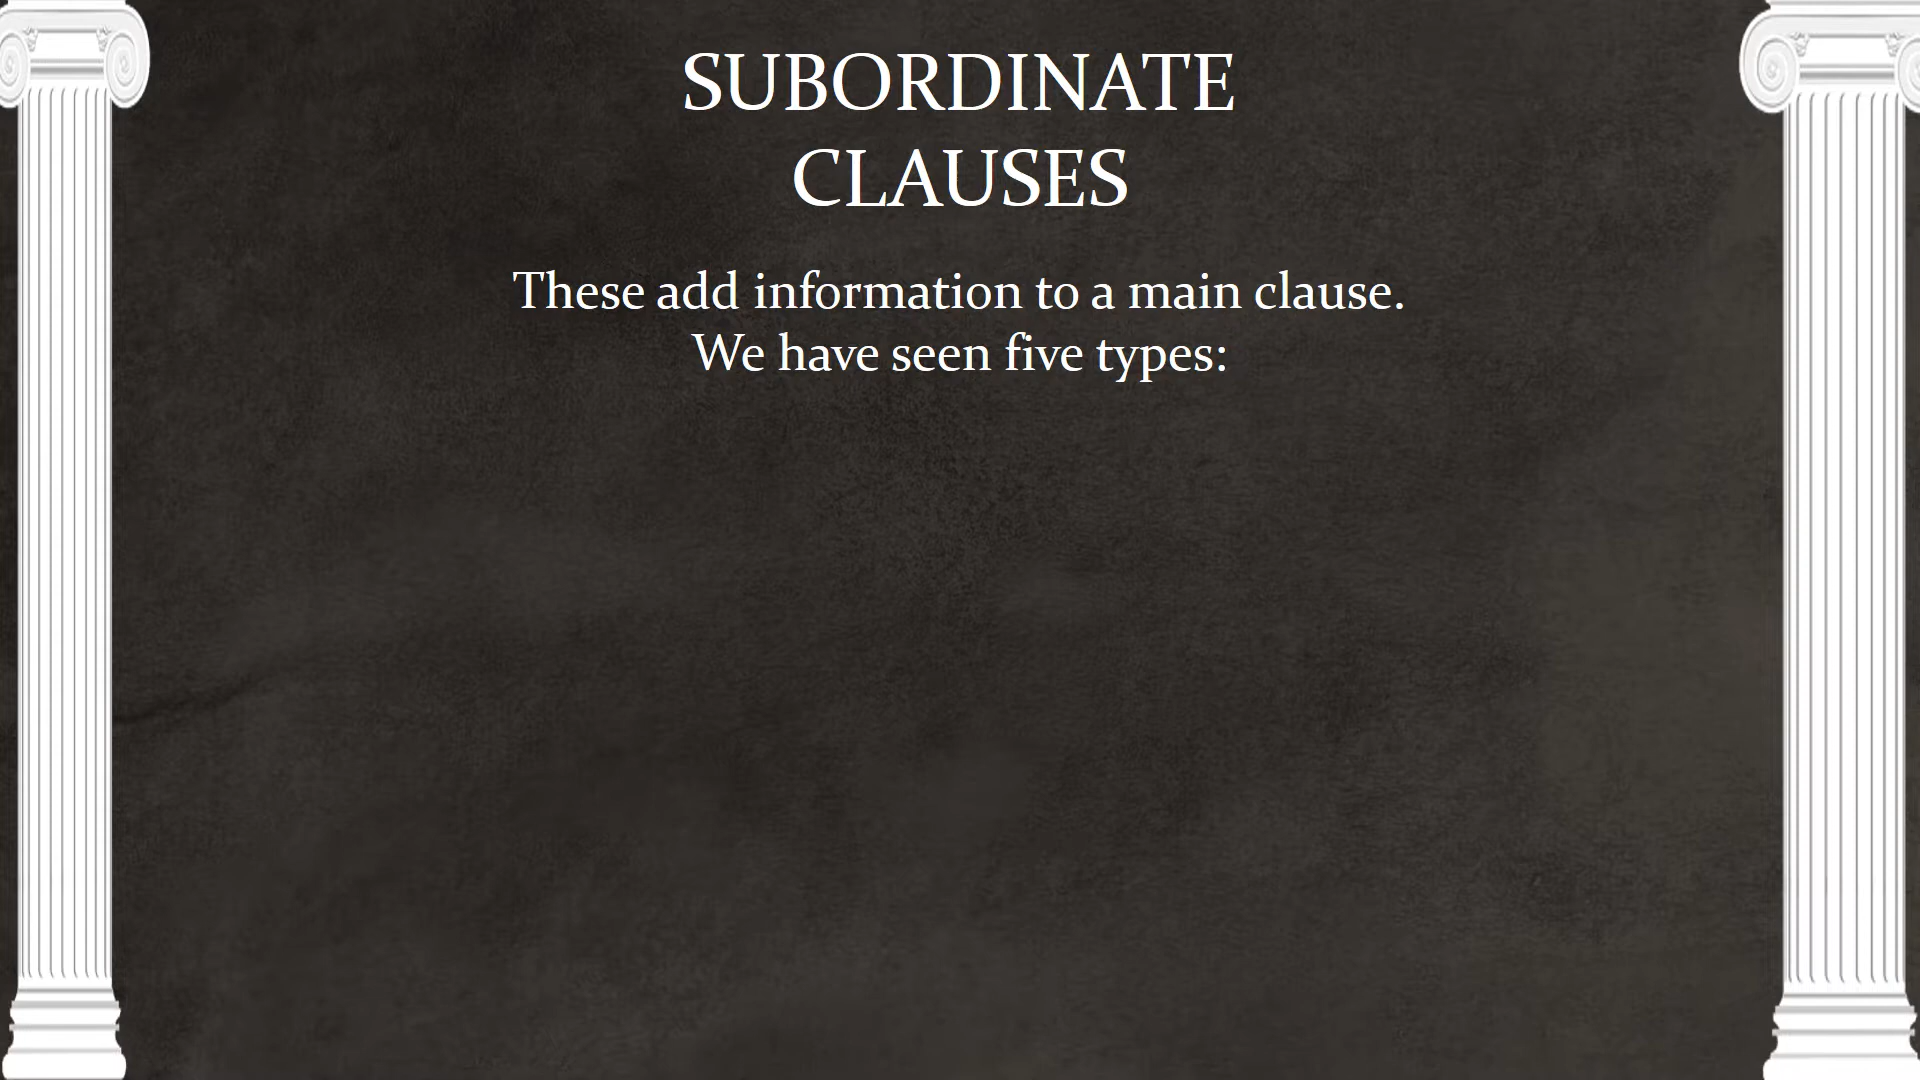 SUBORDINATE
CLAUSES
These add information to a main clause.
We have seen five types: